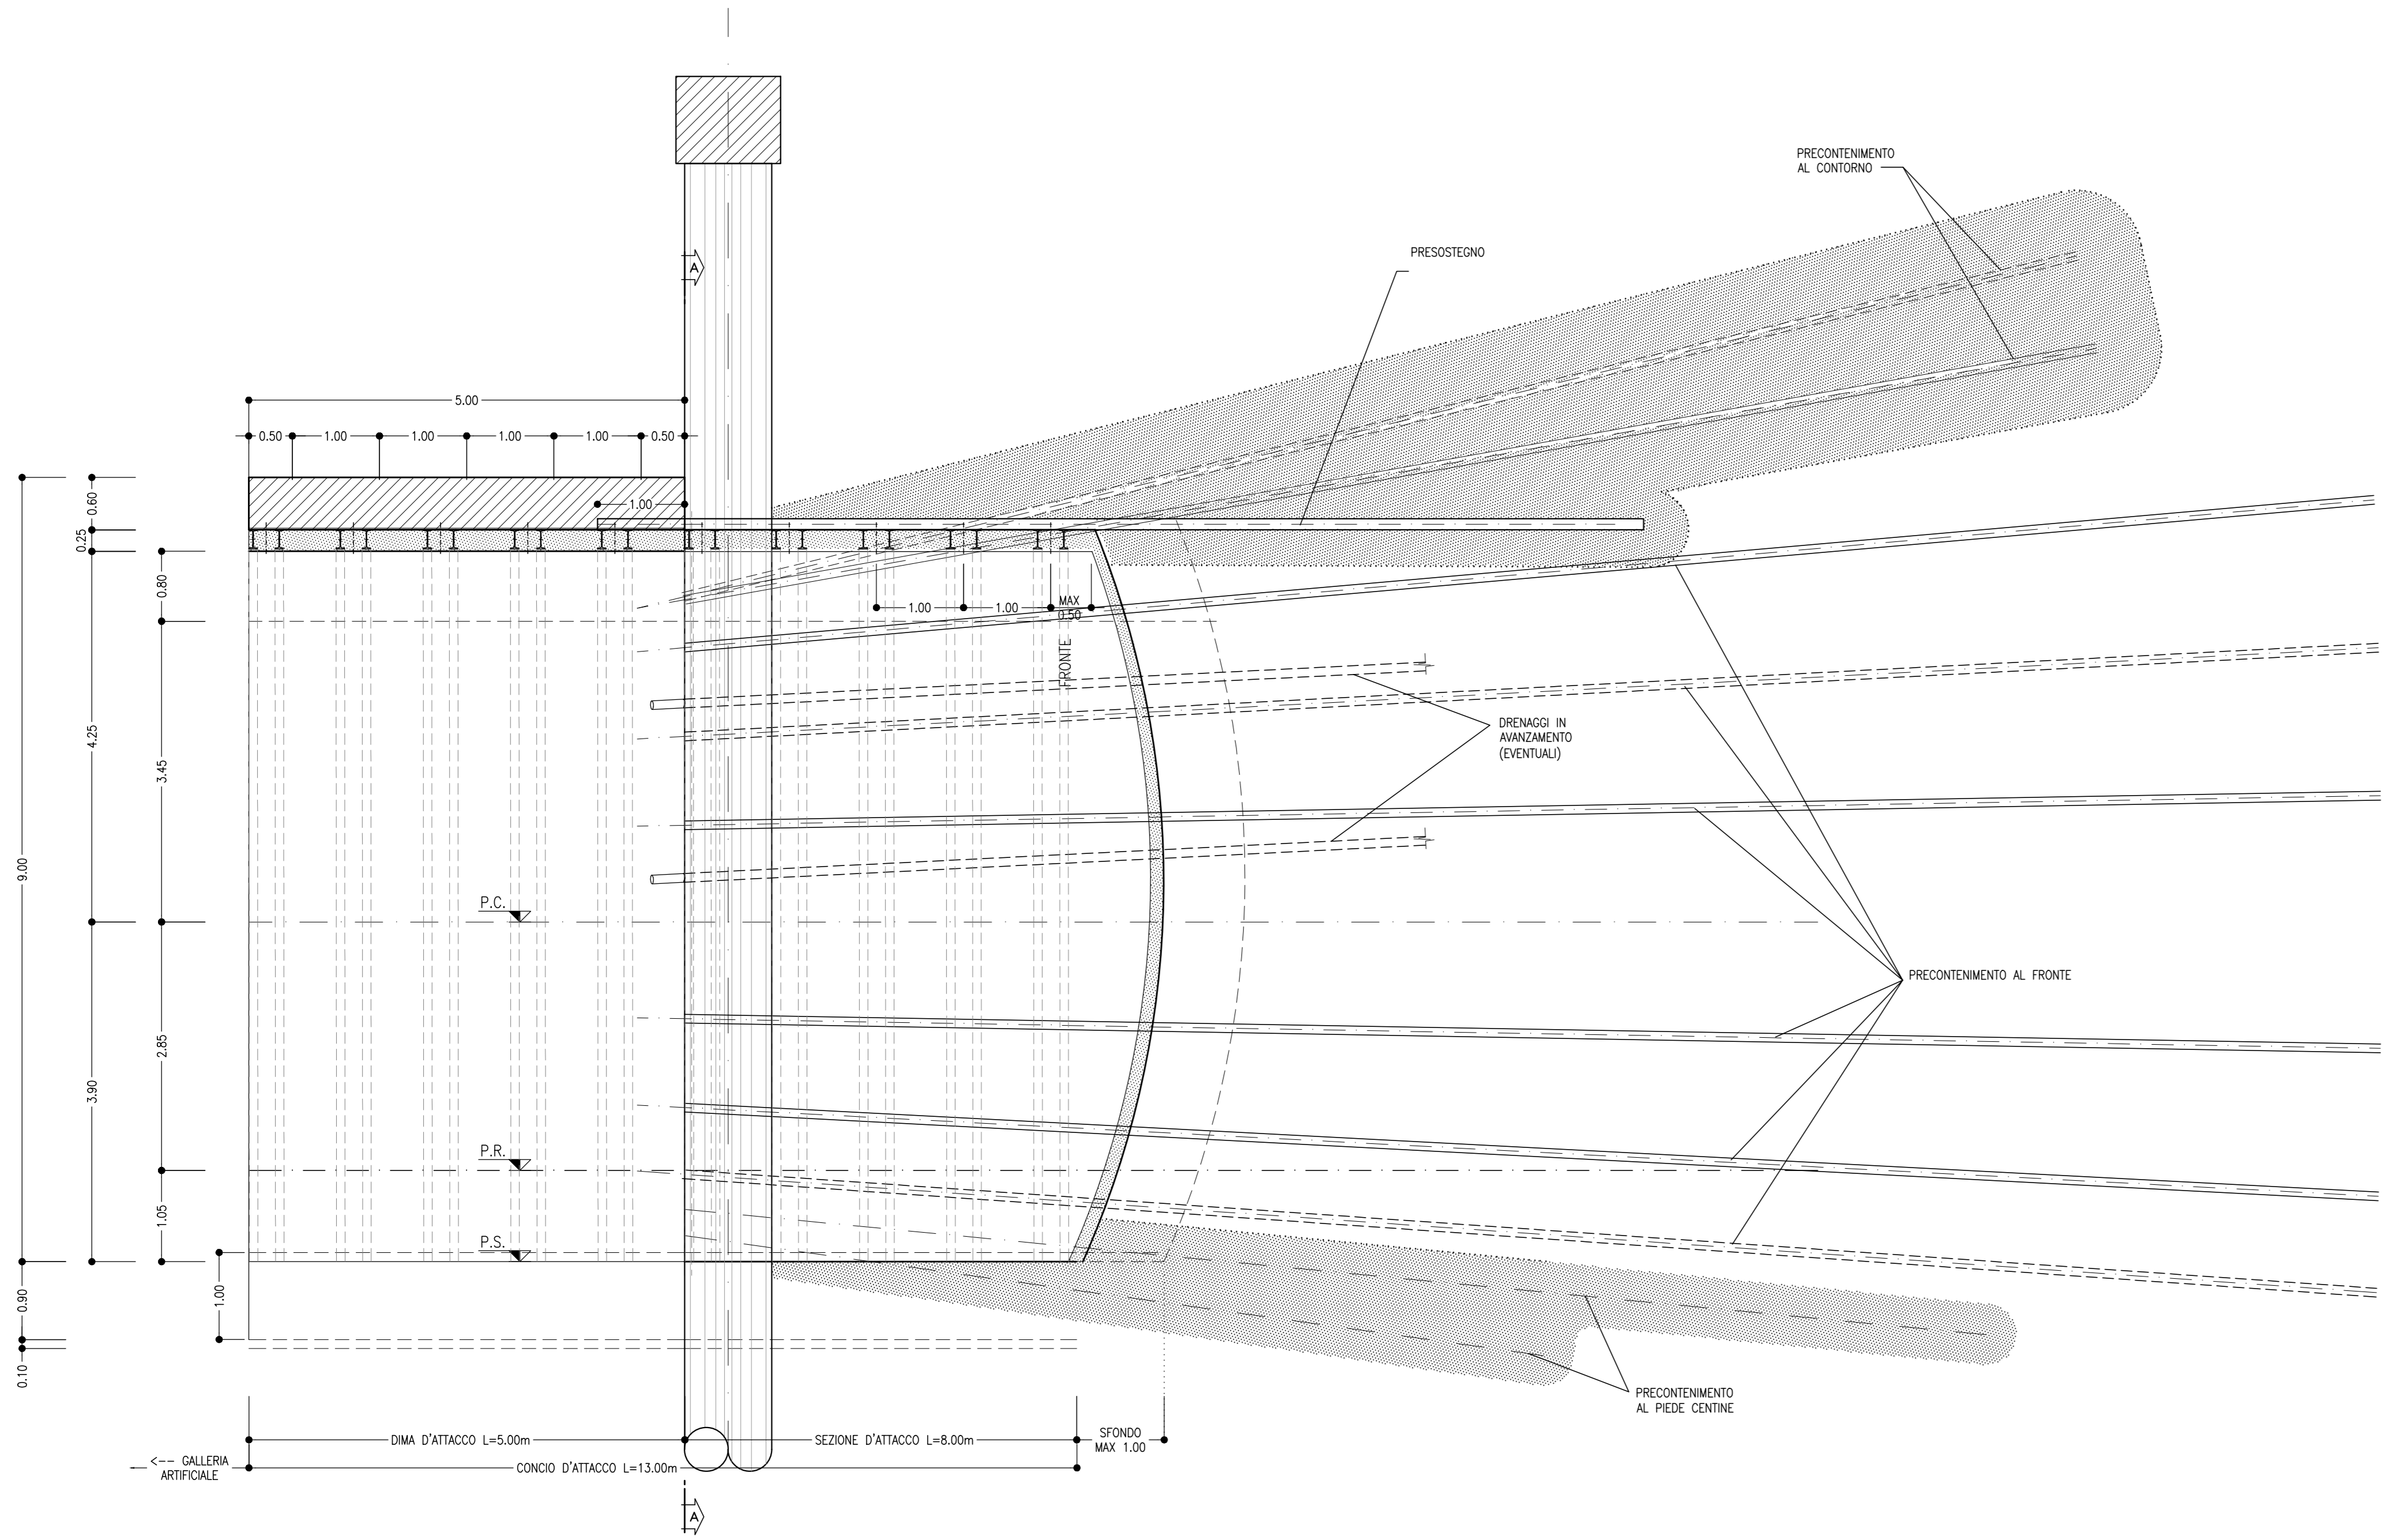 PRECONTENIMENTO
AL CONTORNO
PRESOSTEGNO
A
5.00
0.50
1.00
1.00
1.00
1.00
0.50
1.00
0.60
0.25
0.80
4.25
3.45
9.00
2.85
3.90
1.05
0.90
0.10
1.00
1.00
1.00
MAX
0.50
FRONTE
DRENAGGI IN
AVANZAMENTO
(EVENTUALI)
P.C.
PRECONTENIMENTO AL FRONTE
P.R.
P.S.
PRECONTENIMENTO
AL PIEDE CENTINE
DIMA D'ATTACCO L=5.00m
SEZIONE D'ATTACCO L=8.00m
SFONDO
MAX 1.00
<-- GALLERIA
ARTIFICIALE
CONCIO D'ATTACCO L=13.00m
A